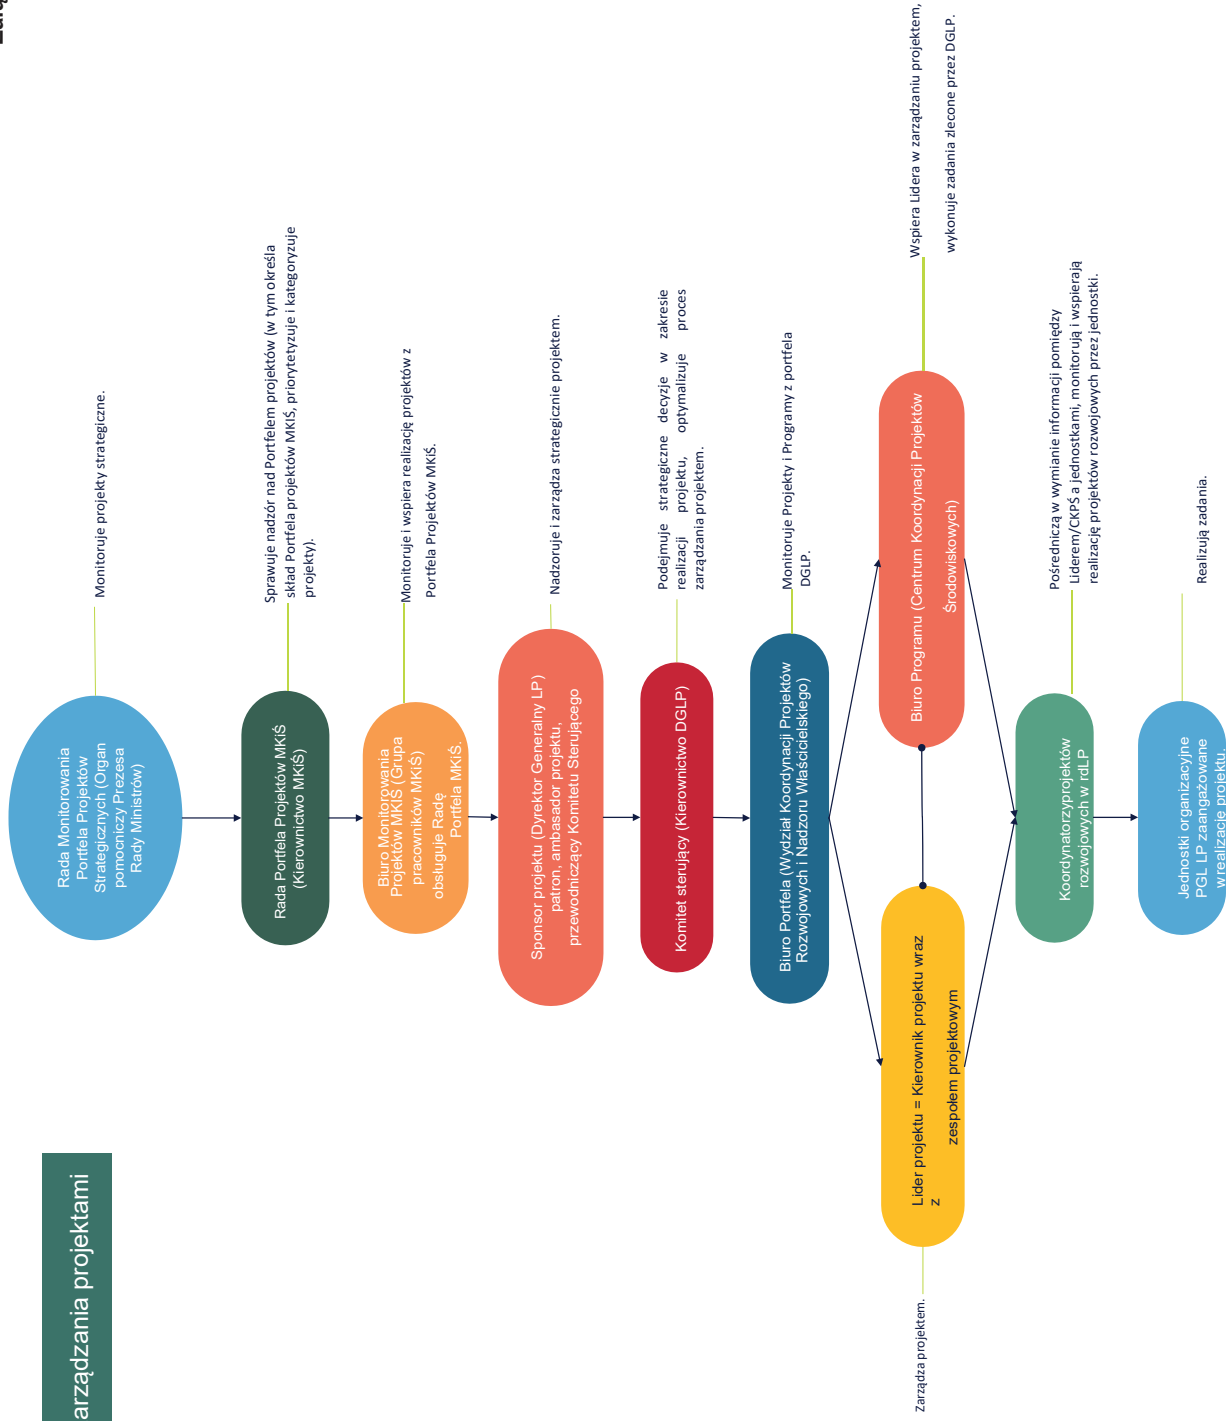 arządzania projektami
Rada Monitorowania
Portfela Projektów
Strategicznych (Organ
pomocniczy Prezesa
Rady Ministrów)
Monitoruje projekty strategiczne.
Rada Portfela Projektów MKiŚ
(Kierownictwo MKiŚ)
Sprawuje nadzór nad Portfelem projektów (w tym określa
skład Portfela projektów MKIŚ, priorytetyzuje i kategoryzuje
projekty).
Biuro Monitorowania
Projektów MKIŚ (Grupa
pracowników MKiŚ)
obsługuje Radę
Portfela MKiŚ.
Monitoruje i wspiera realizację projektów z
Portfela Projektów MKiŚ.
Sponsor projektu (Dyrektor Generalny LP)
patron, ambasador projektu,
przewodniczący Komitetu Sterującego
Nadzoruje i zarządza strategicznie projektem.
Komitet sterujący (Kierownictwo DGLP)
Podejmuje strategiczne decyzje w zakresie
realizacji projektu, optymalizuje proces
zarządzania projektem.
Biuro Portfela (Wydział Koordynacji Projektów
Rozwojowych i Nadzoru Właścicielskiego)
Monitoruje Projekty i Programy z portfela
DGLP.
Zarządza projektem.
Lider projektu = Kierownik projektu wraz
z
zespołem projektowym
Biuro Programu (Centrum Koordynacji Projektów
Środowiskowych)
Wspiera Lidera w zarządzaniu projektem,
wykonuje zadania zlecone przez DGLP.
Koordynatorzyprojektów
rozwojowych w rdLP
Pośredniczą w wymianie informacji pomiędzy
Liderem/CKPŚ a jednostkami, monitorują i wspierają
realizację projektów rozwojowych przez jednostki.
Jednostki organizacyjne
PGL LP zaangażowane
w realizację projektu.
Realizują zadania.